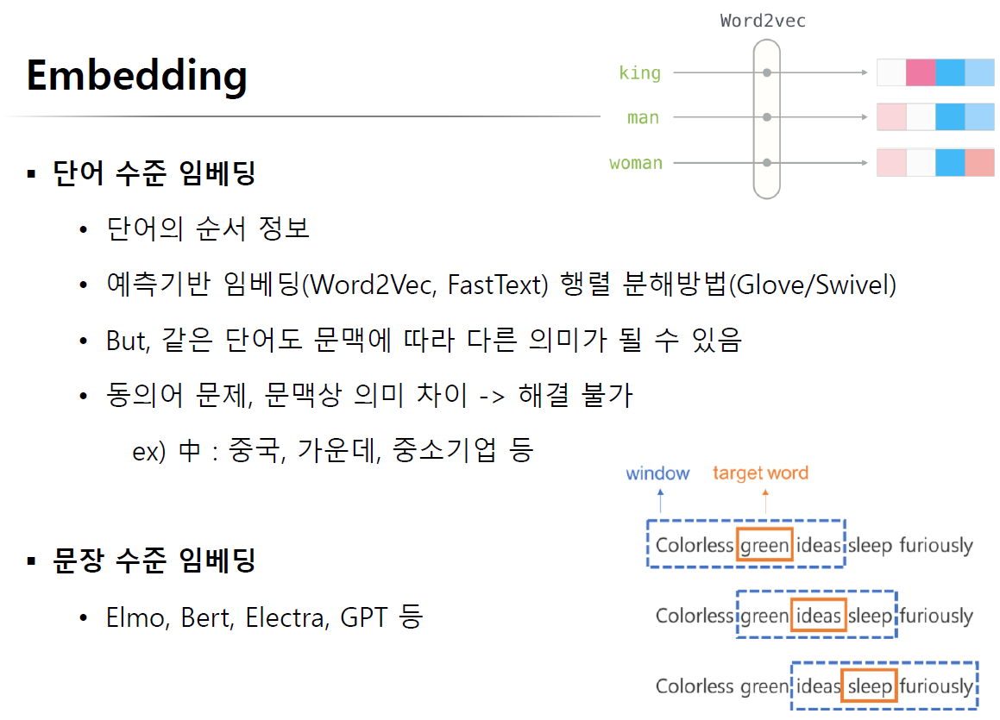 Embedding
Word2vec
king
man
woman
▪ 단어 수준 임베딩
• 단어의 순서 정보
• 예측기반 임베딩(Word2Vec, FastText) 행렬 분해방법(Glove/Swivel)
• But, 같은 단어도 문맥에 따라 다른 의미가 될 수 있음
• 동의어 문제, 문맥상 의미 차이 -> 해결 불가
ex) 中 : 중국, 가운데, 중소기업 등
▪ 문장 수준 임베딩
• Elmo, Bert, Electra, GPT 등
window target word
Colorless green ideas sleep furiously
Colorless green ideas sleep furiously
Colorless green ideas sleep furiously